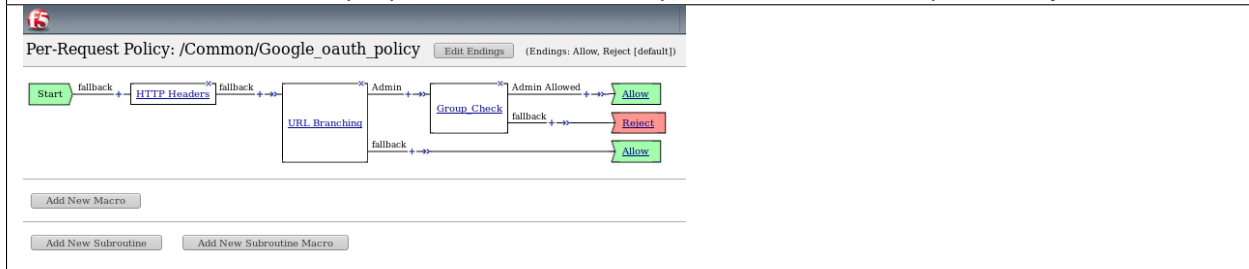 f5
Per-Request Policy: /Common/Google_oauth_policy Edit Endings (Endings: Allow, Reject [default])
Start fallback + HTTP Headers x fallback + URL Branching x Admin + Group_Check x Admin Allowed + Allow
fallback + Reject
fallback + Allow
Add New Macro
Add New Subroutine Add New Subroutine Macro